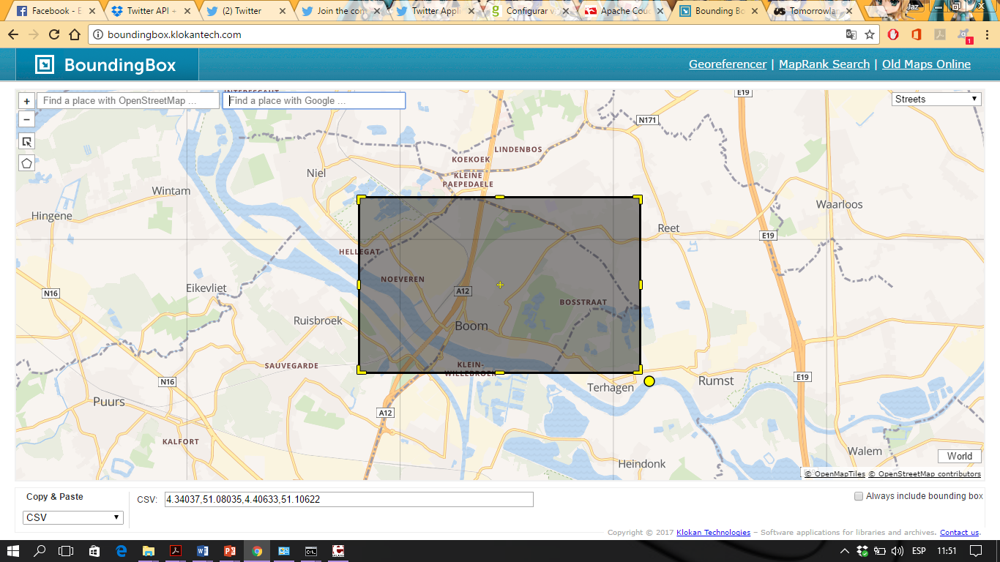 Facebook - E
Twitter API +
(2) Twitter
Join the com
Twitter Appl
Configurar v
Apache Cou
Bounding Bo
Tomorrowlan
Jaz
boundingbox.klokantech.com
1
BoundingBox
Georeferencer | MapRank Search | Old Maps Online
+
Find a place with OpenStreetMap ...
Find a place with Google ...
Streets
−
E19
N171
LINDENBOS
KOEKOEK
Niel
KLEINE
PAEPEDAELE
Wintam
Waarloos
Hingene
Reet
E19
HELLEGAT
NOEVEREN
Eikevliet
N16
A12
BOSSTRAAT
Ruisbroek
Boom
SAUVEGARDE
KLEIN-
WILLEBROEK
N16
E19
Terhagen
Rumst
Puurs
A12
KALFORT
Walem
World
Heindonk
© OpenMapTiles © OpenStreetMap contributors
Copy & Paste
CSV
CSV:
4.34037,51.08035,4.40633,51.10622
Always include bounding box
Copyright © 2017 Klokan Technologies – Software applications for libraries and archives. Contact us.
ESP
11:51